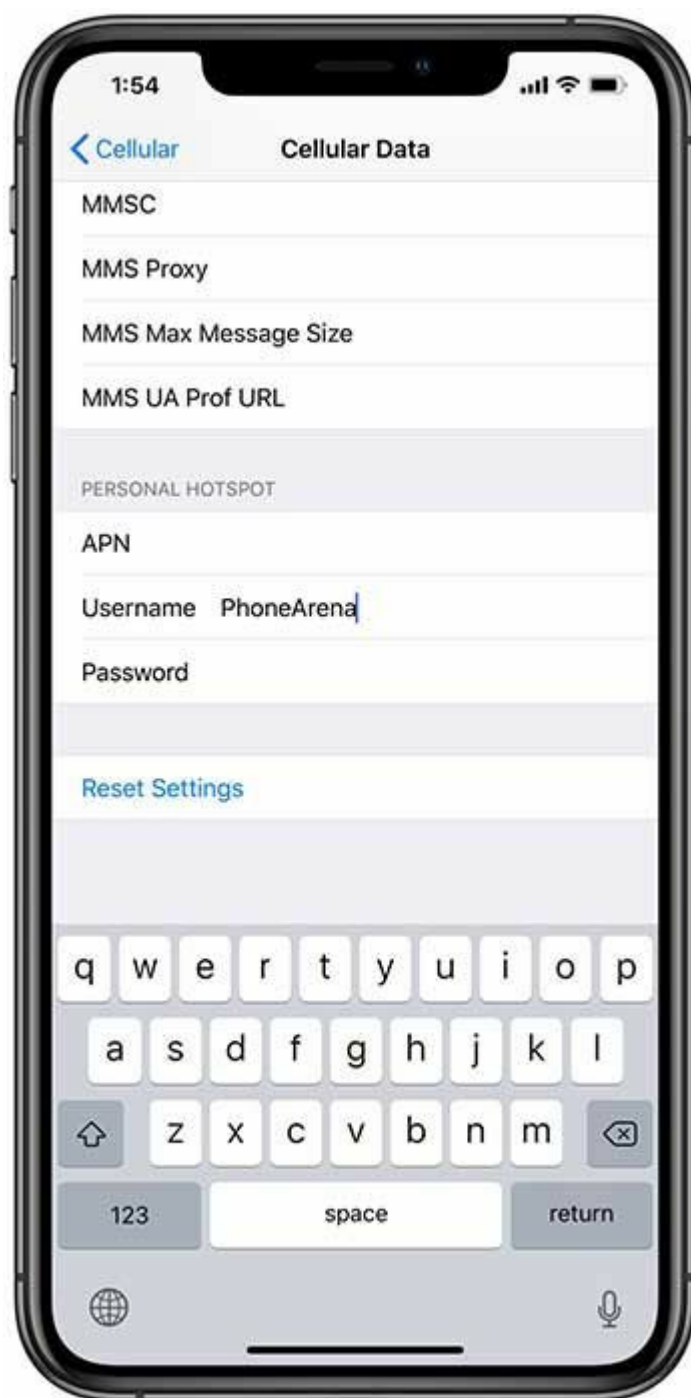 1:54
Cellular Cellular Data
MMSC
MMS Proxy
MMS Max Message Size
MMS UA Prof URL
PERSONAL HOTSPOT
APN
Username PhoneArena
Password
Reset Settings
q w e r t y u i o p
a s d f g h j k l
z x c v b n m
123 space return